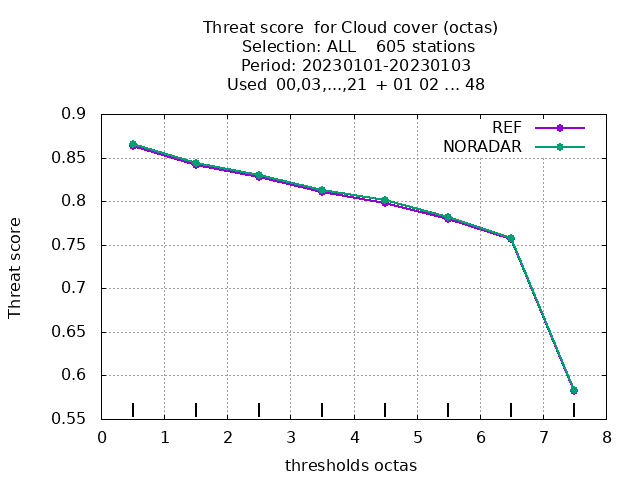 Threat score  for Cloud cover (octas)
Selection: ALL    605 stations
Period: 20230101-20230103
Used  00,03,...,21  + 01 02 ... 48
REF
NORADAR
0.9
0.85
0.8
0.75
0.7
0.65
0.6
0.55
Threat score
0 1 2 3 4 5 6 7 8
thresholds octas